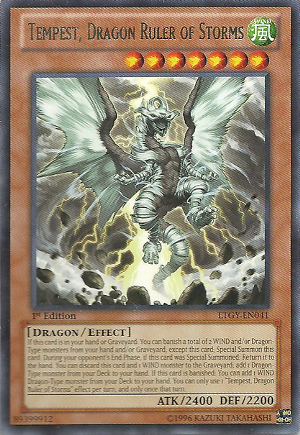 TEMPEST, DRAGON RULER OF STORMS
WIND
風
1st Edition
LTGY-EN041
[DRAGON / EFFECT]
If this card is in your hand or Graveyard: You can banish a total of 2 WIND and/or Dragon-
Type monsters from your hand and/or Graveyard, except this card; Special Summon this
card. During your opponent's End Phase, if this card was Special Summoned: Return it to
the hand. You can discard this card and 1 WIND monster to the Graveyard; add 1 Dragon-
Type monster from your Deck to your hand. If this card is banished: You can add 1 WIND
Dragon-Type monster from your Deck to your hand. You can only use 1 "Tempest, Dragon
Ruler of Storms" effect per turn, and only once that turn.
ATK/2400 DEF/2200
89399912
©1996 KAZUKI TAKAHASHI